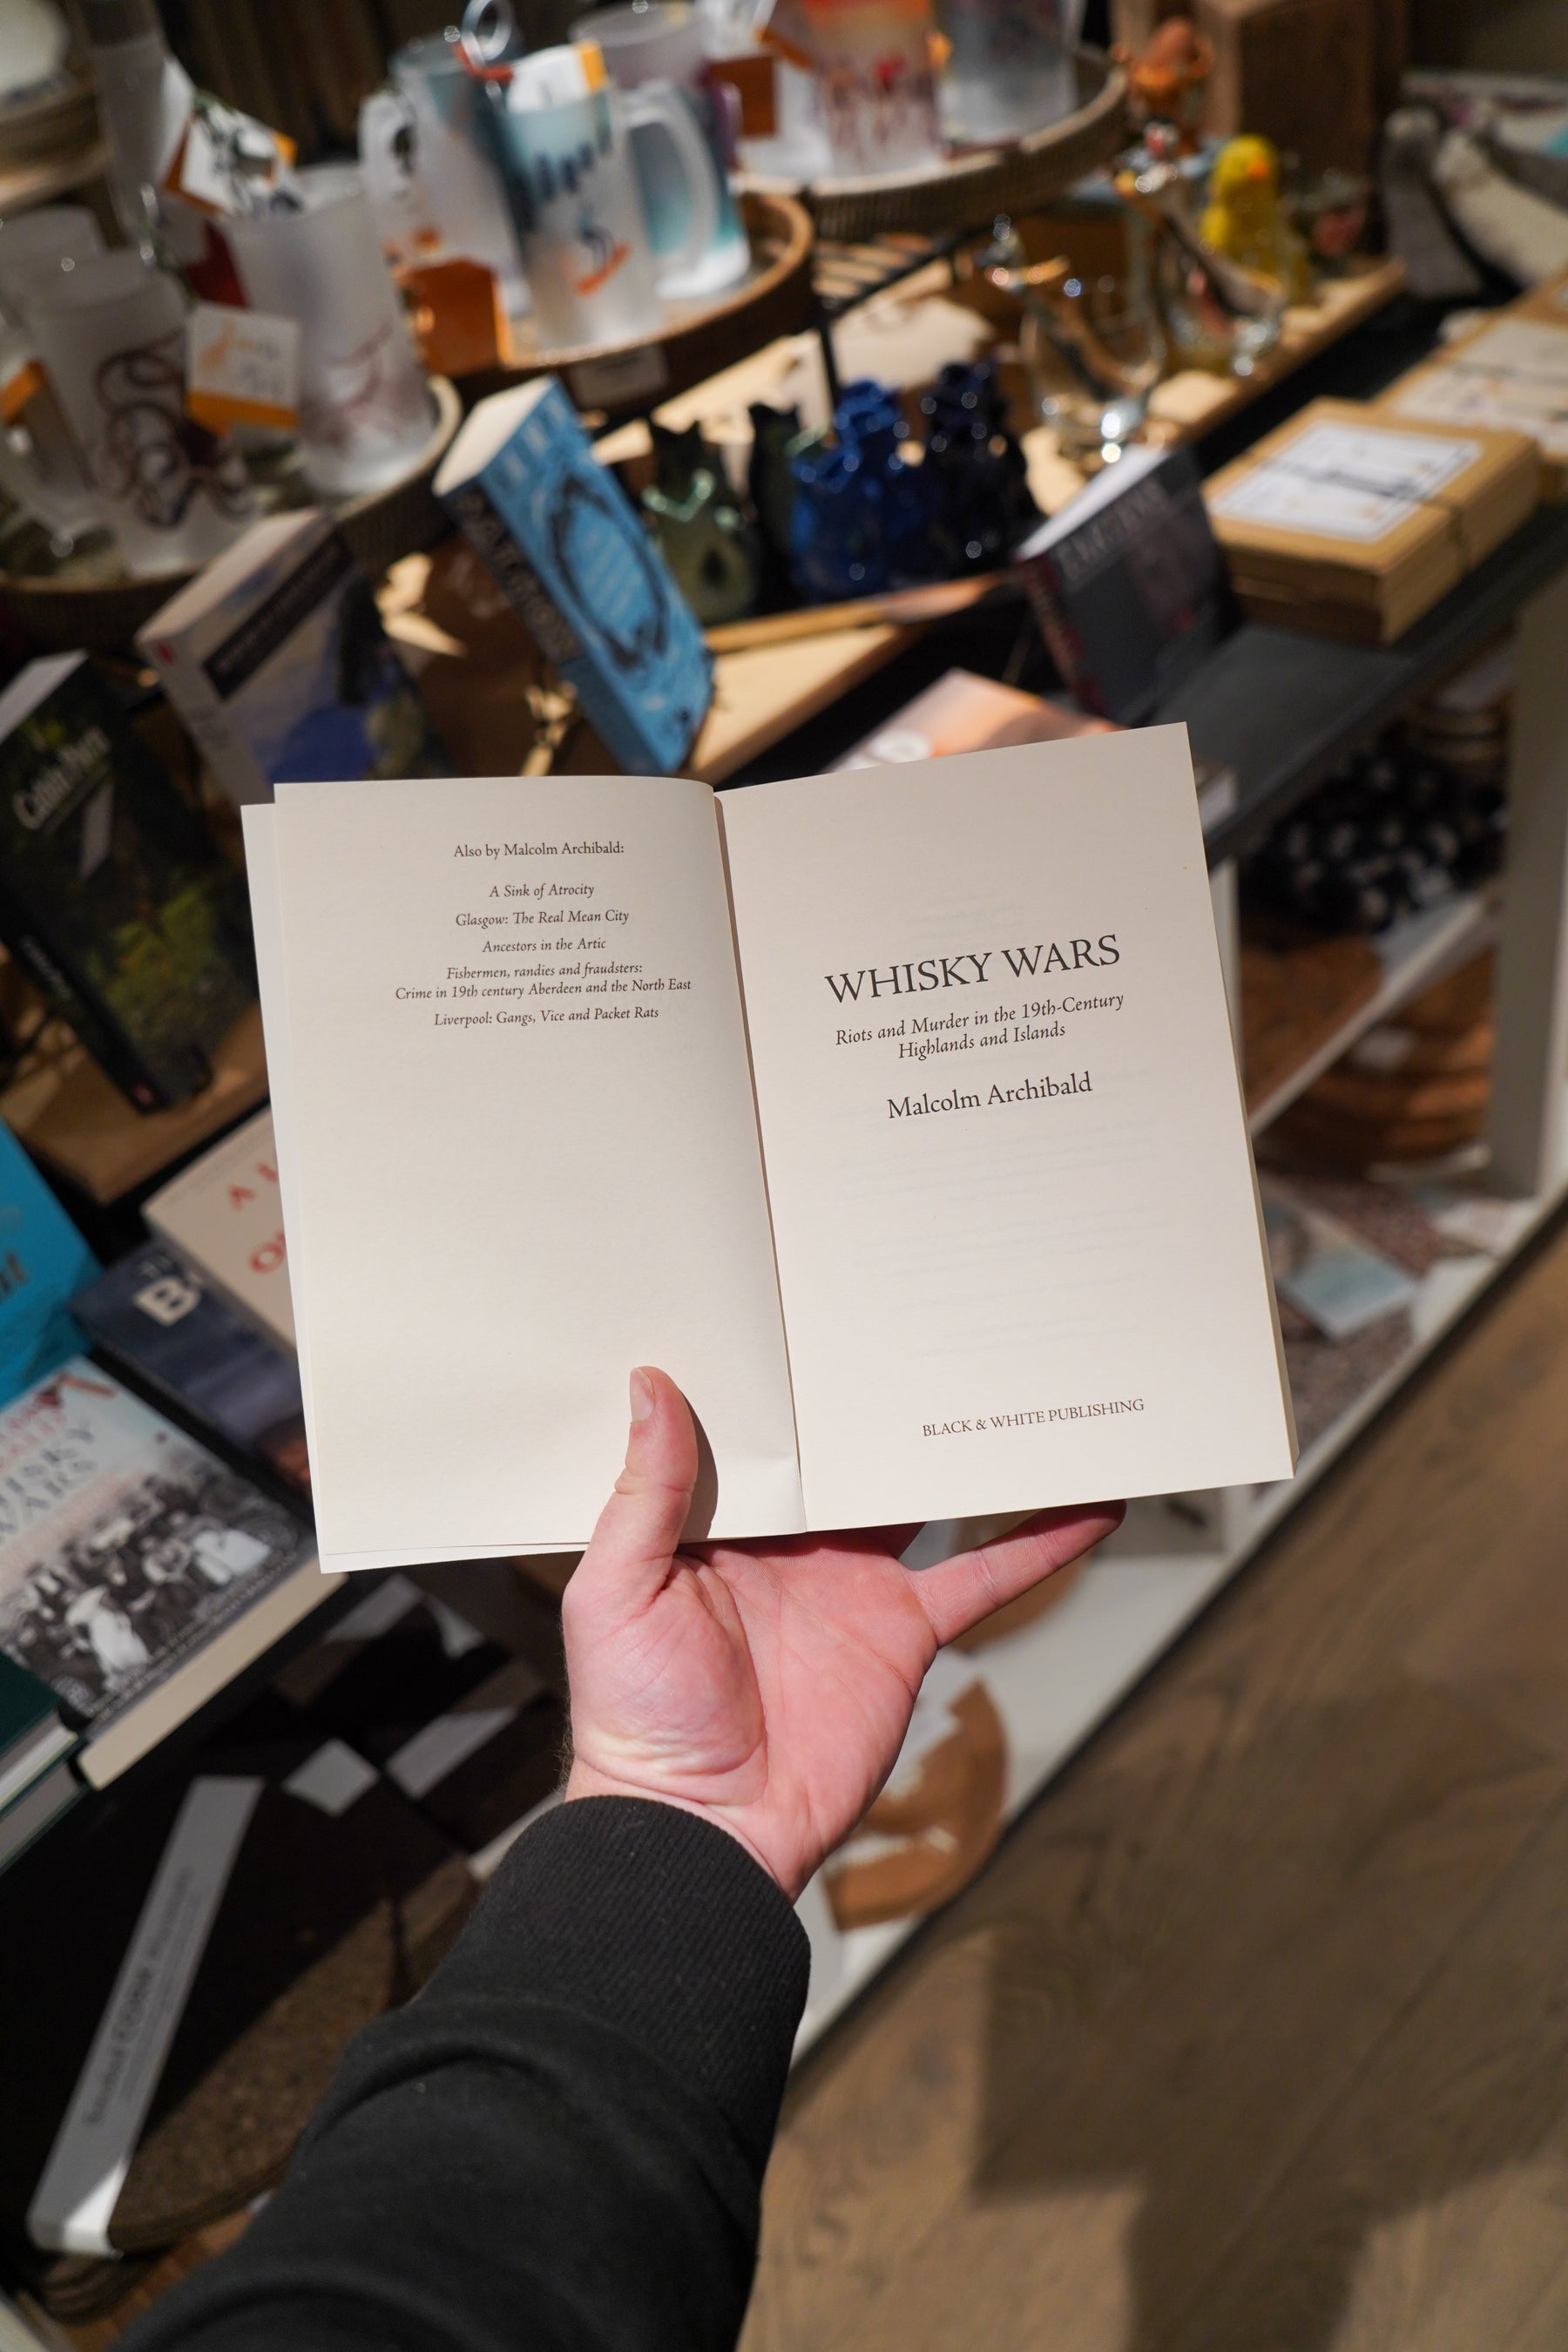 Also by Malcolm Archibald:
A Sink of Atrocity
Glasgow: The Real Mean City
Ancestors in the Artic
Fishermen, randies and fraudsters:
Crime in 19th century Aberdeen and the North East
Liverpool: Gangs, Vice and Packet Rats
WHISKY WARS
Riots and Murder in the 19th-Century
Highlands and Islands
Malcolm Archibald
BLACK & WHITE PUBLISHING